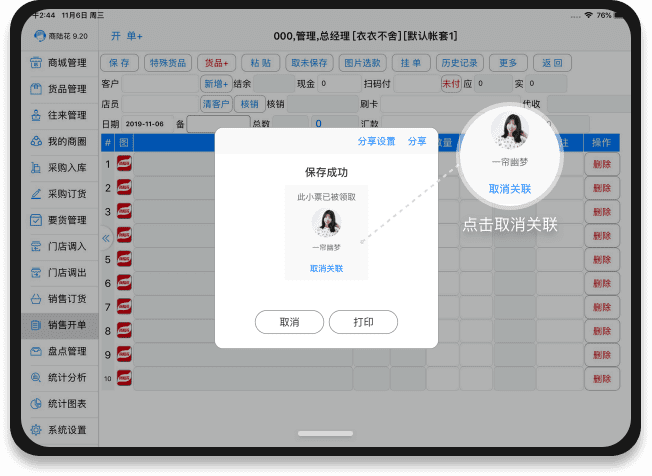 下午2:44 11月6日 周三
76%
商陆花 9.20
开 单+
000,管理,总经理 [衣衣不舍][默认帐套1]
商城管理
货品管理
往来管理
我的商圈
采购入库
采购订货
要货管理
门店调入
门店调出
销售订货
销售开单
盘点管理
统计分析
统计图表
系统设置
保 存
特殊货品
货品+
粘 贴
取未保存
图片选款
挂 单
历史记录
更多
返 回
客户
新增+
结余
现金 0
扫码付
未付
应 0
实 0
店员
清客户
核销
核销
刷卡
代收
日期 2019-11-06
备
总数 0
汇款
0
# 图
数量
注
操作
1 删除
2 删除
3 删除
4 删除
5 删除
6 删除
7 删除
8 删除
9 删除
10 删除
分享设置 分享
保存成功
此小票已被领取
一帘幽梦
取消关联
取消
打印
一帘幽梦
取消关联
点击取消关联